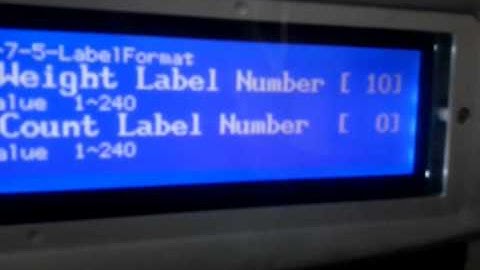 -7-5-LabelFormat
Weight Label Number [ 10]
alue 1~240
Count Label Number [ 0]
alue 1~240